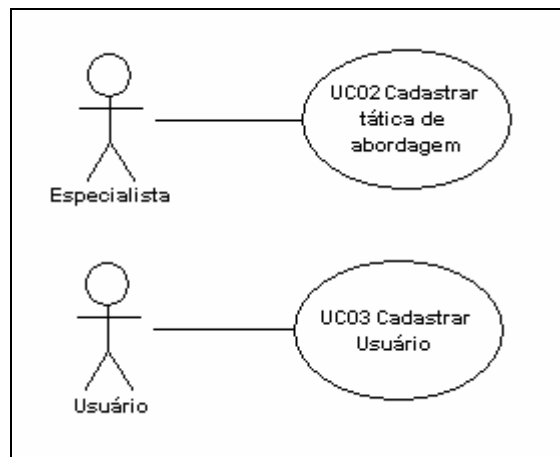 UC02 Cadastrar
tática de
abordagem
Especialista
UC03 Cadastrar
Usuário
Usuário